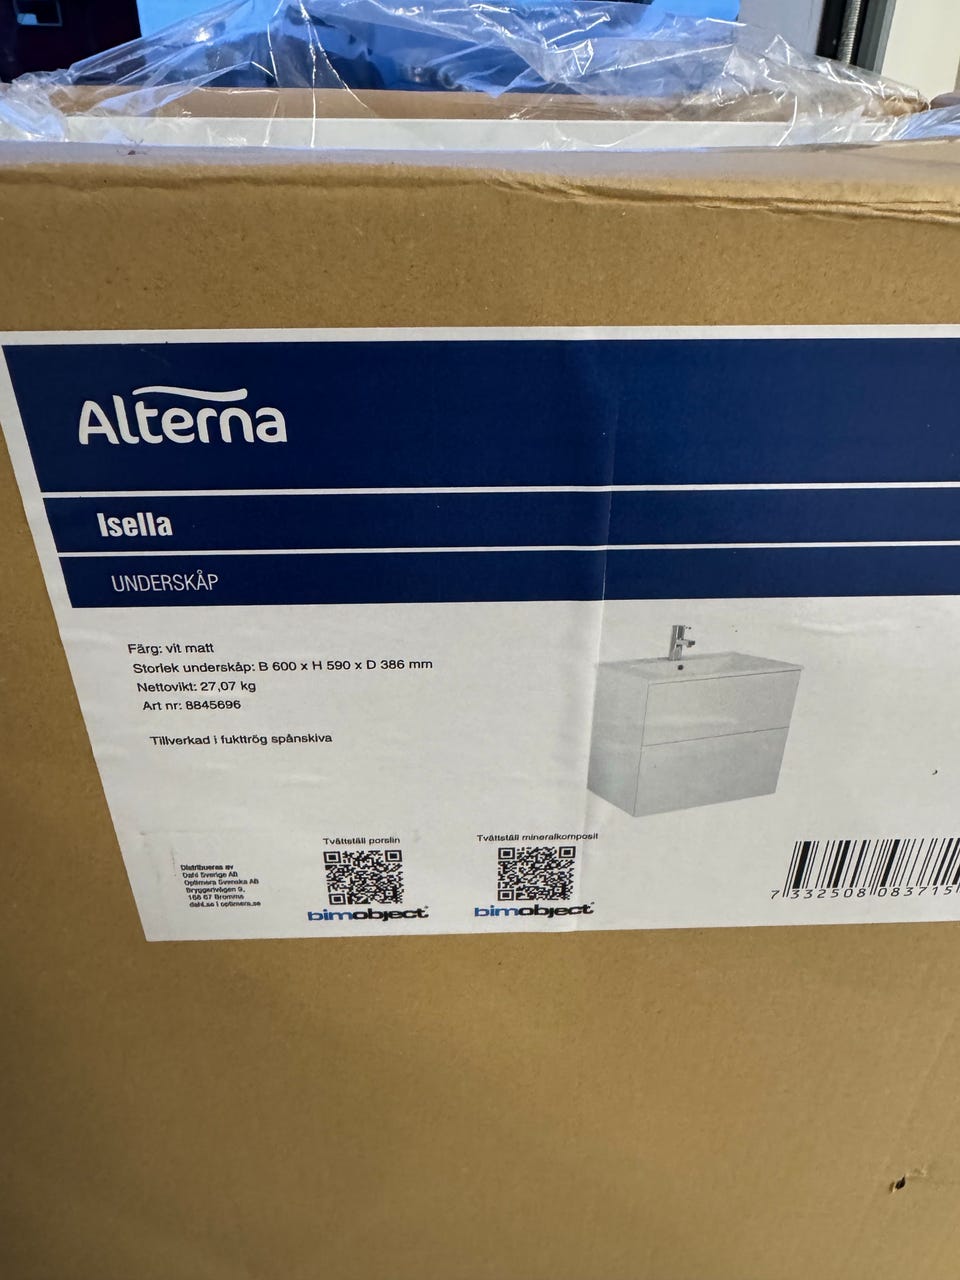 Alterna
Isella
UNDERSKÅP
Färg: vit matt
Storlek underskåp: B 600 x H 590 x D 386 mm
Nettovikt: 27,07 kg
Art nr: 8845696
Tillverkad i fukttrög spånskiva
Tvättställ porslin
Tvättställ mineralkomposit
Distribueras av
Dahl Sverige AB
Optimera Svenska AB
Bryggerivägen 9,
168 67 Bromma
dahl.se I optimera.se
bimobject
bimobject
7 332508 083715